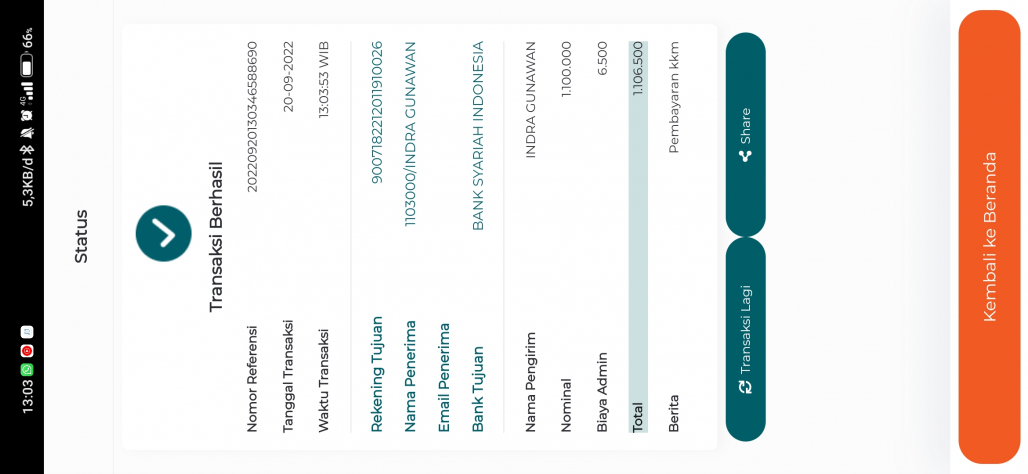 13:03 5,3KB/d 4G 66%
Status
Transaksi Berhasil
Nomor Referensi 20220920130346588690
Tanggal Transaksi 20-09-2022
Waktu Transaksi 13:03:53 WIB
Rekening Tujuan 9007182212011910026
Nama Penerima 1103000/INDRA GUNAWAN
Email Penerima
Bank Tujuan BANK SYARIAH INDONESIA
Nama Pengirim INDRA GUNAWAN
Nominal 1.100.000
Biaya Admin 6.500
Total 1.106.500
Berita Pembayaran kkm
Transaksi Lagi Share
Kembali ke Beranda